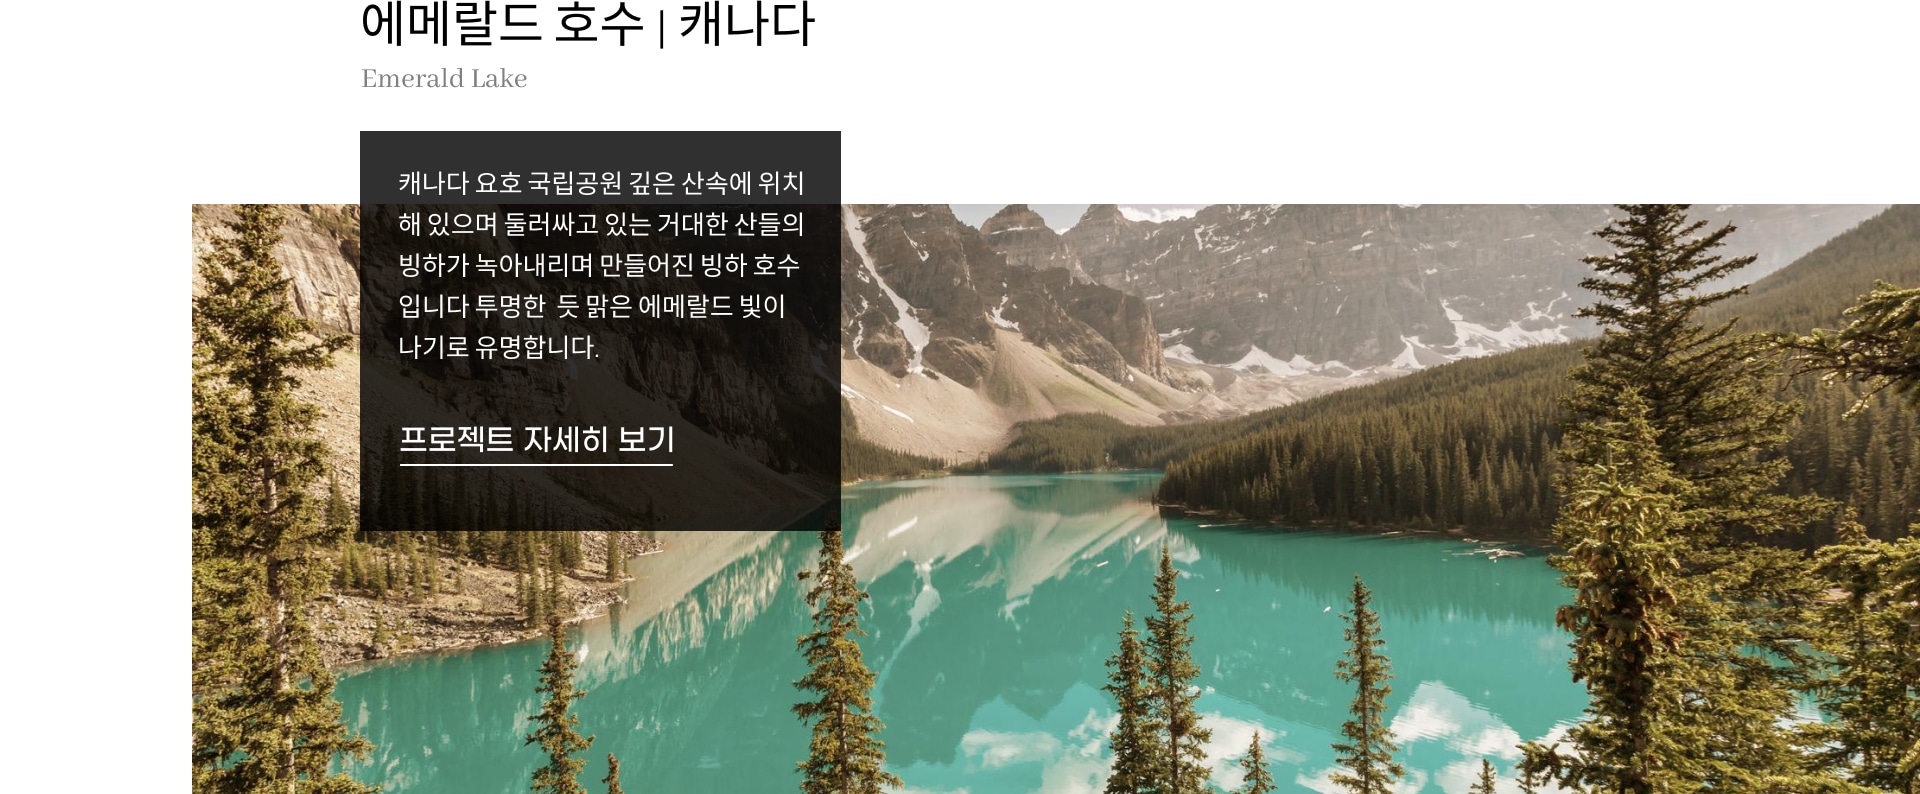 에메랄드 호수 | 캐나다
Emerald Lake
캐나다 요호 국립공원 깊은 산속에 위치
해 있으며 둘러싸고 있는 거대한 산들의
빙하가 녹아내리며 만들어진 빙하 호수
입니다 투명한 듯 맑은 에메랄드 빛이
나기로 유명합니다.
프로젝트 자세히 보기